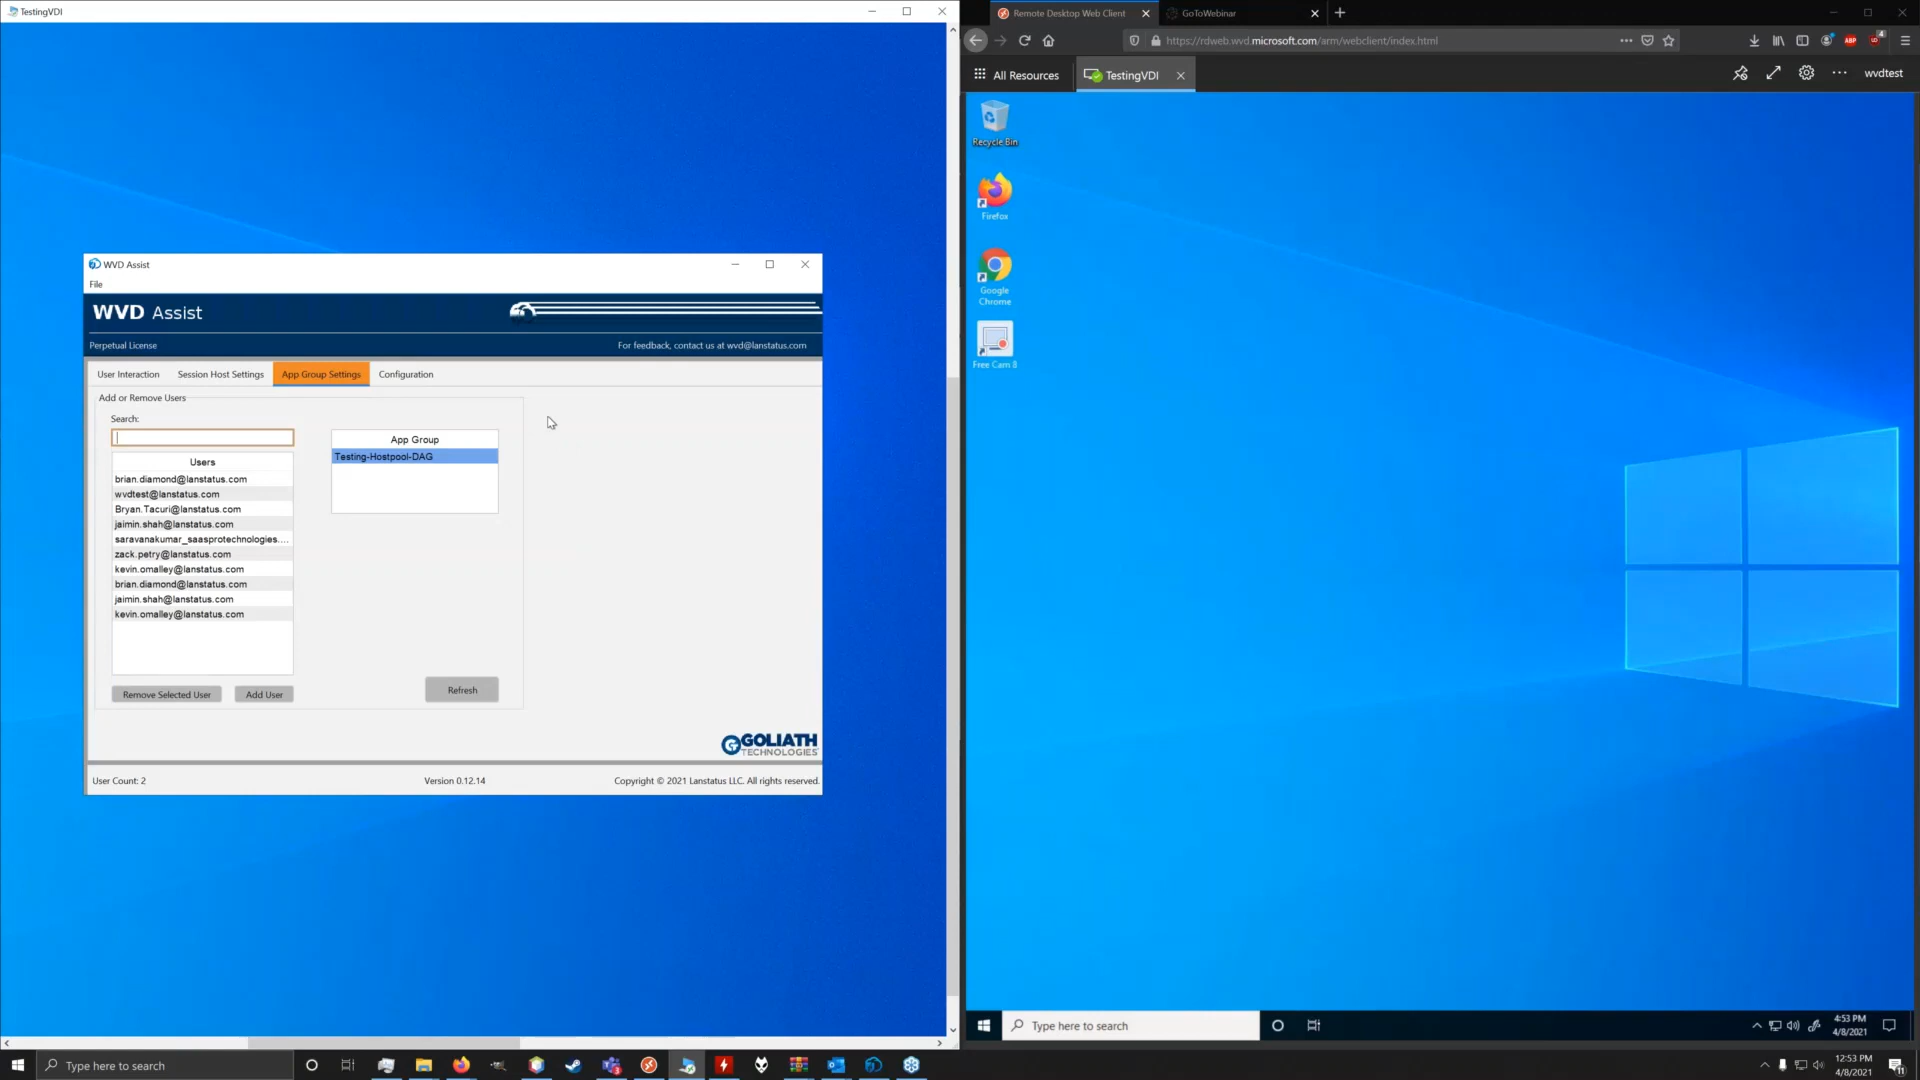 TestingVDI
WVD Assist
File
WVD Assist
Perpetual License
For feedback, contact us at wvd@lanstatus.com
User Interaction
Session Host Settings
App Group Settings
Configuration
Add or Remove Users
Search:
Users
brian.diamond@lanstatus.com
wvdtest@lanstatus.com
Bryan.Tacuri@lanstatus.com
jaimin.shah@lanstatus.com
saravanakumar_saasprotechnologies....
zack.petry@lanstatus.com
kevin.omalley@lanstatus.com
brian.diamond@lanstatus.com
jaimin.shah@lanstatus.com
kevin.omalley@lanstatus.com
App Group
Testing-Hostpool-DAG
Remove Selected User
Add User
Refresh
GOLIATH
TECHNOLOGIES
User Count: 2
Version 0.12.14
Copyright © 2021 Lanstatus LLC. All rights reserved.
Type here to search
Remote Desktop Web Client
GoToWebinar
https://rdweb.wvd.microsoft.com/arm/webclient/index.html
ABP
4
All Resources
TestingVDI
wvdtest
Recycle Bin
Firefox
Google
Chrome
Free Cam 8
Type here to search
4:53 PM
4/8/2021
12:53 PM
4/8/2021
11